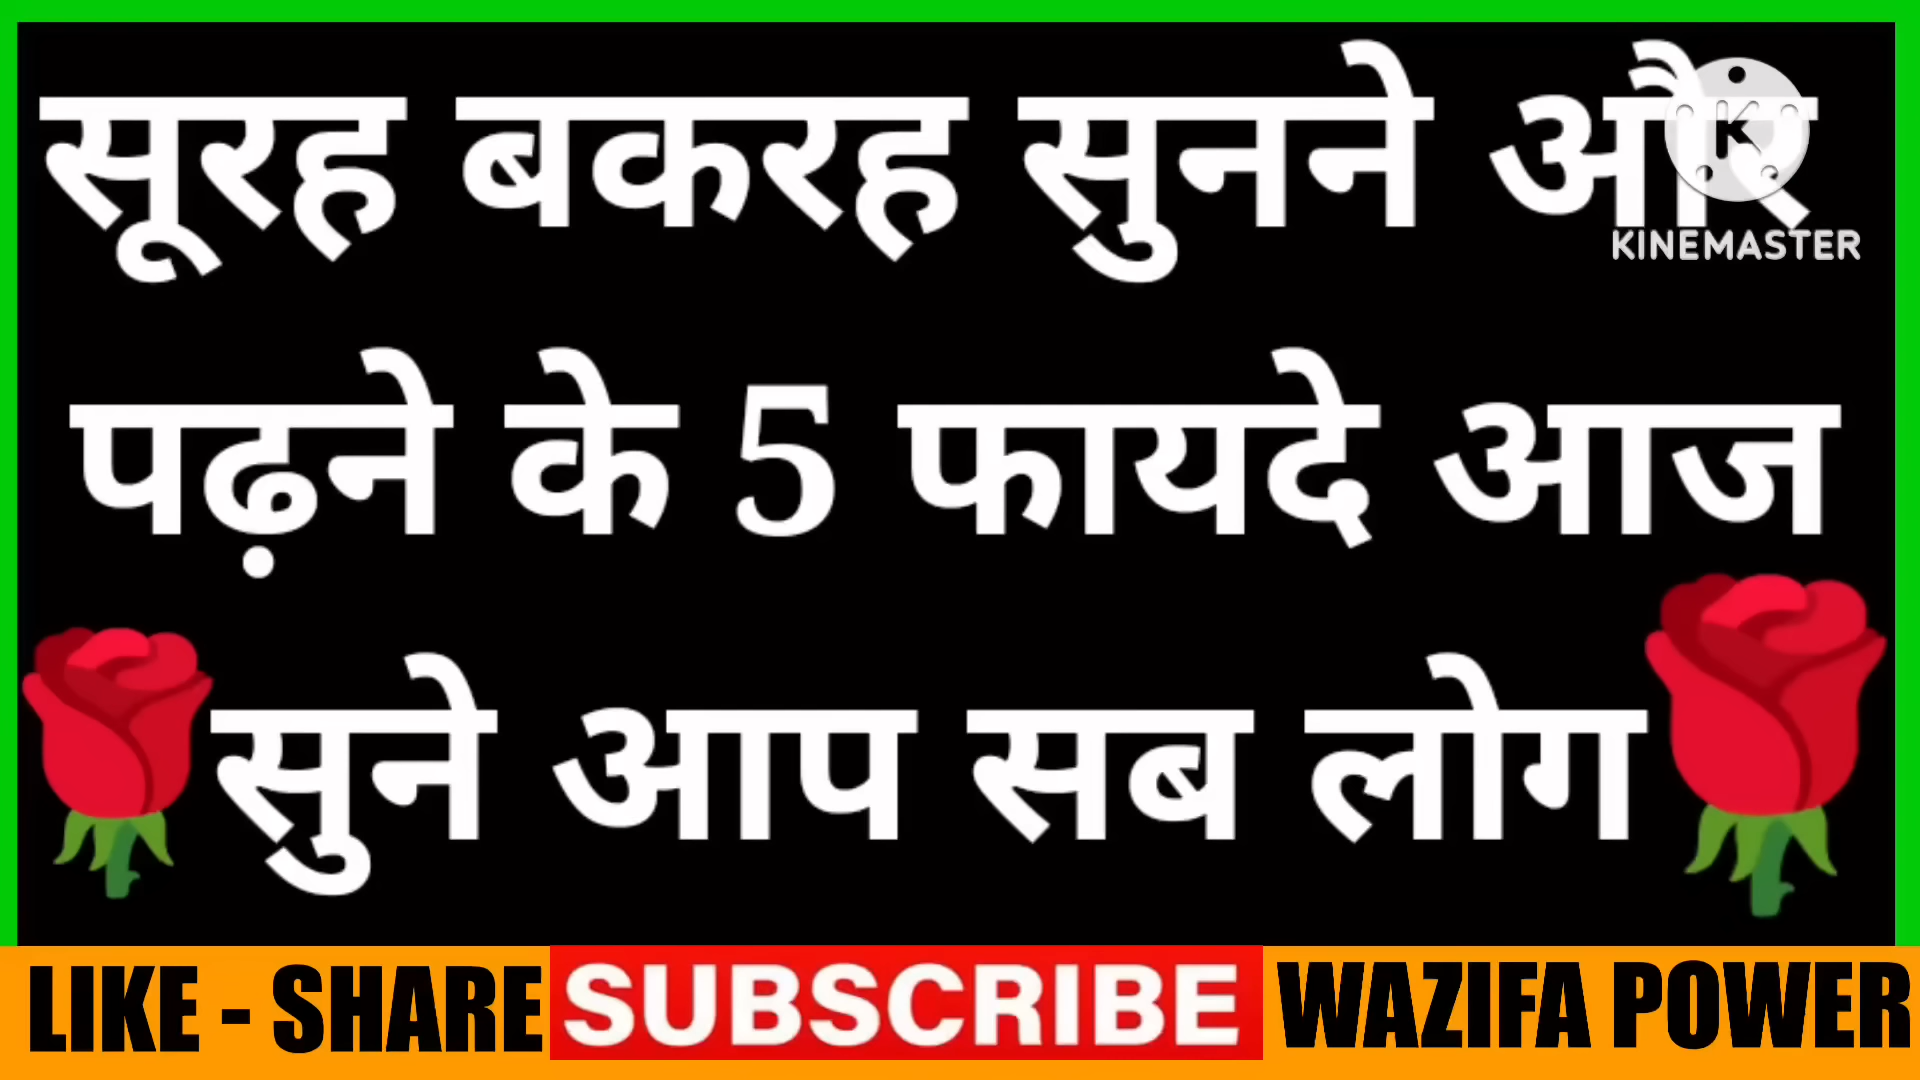 सूरह बकरह सुनने और
KINEMASTER
पढ़ने के 5 फायदे आज
सुने आप सब लोग
LIKE - SHARE SUBSCRIBE WAZIFA POWER